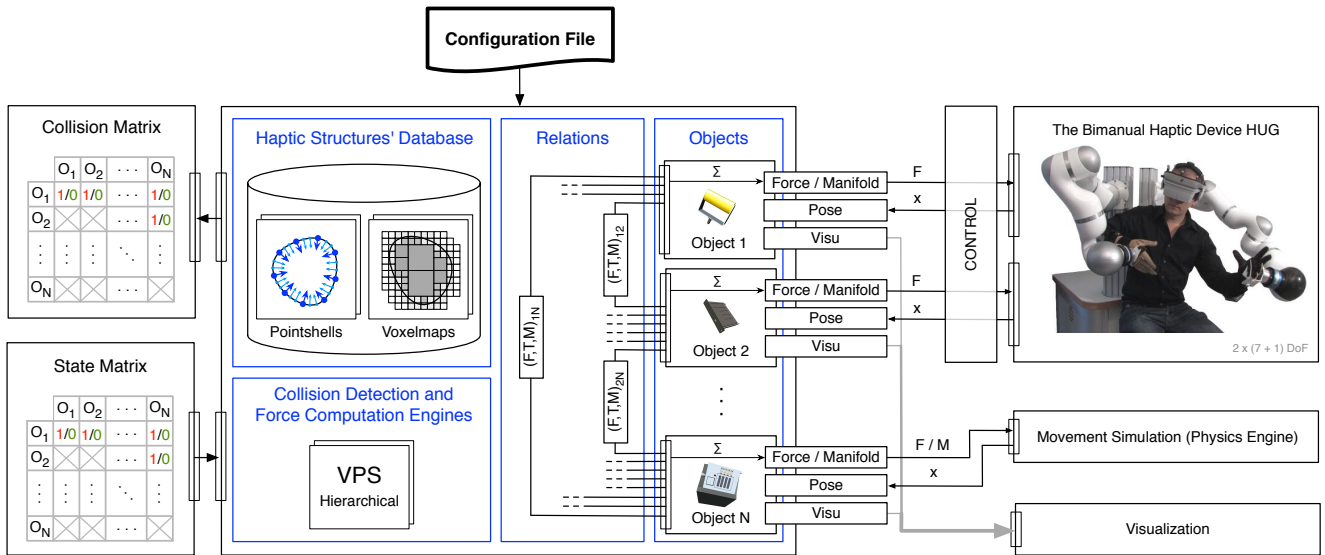 Configuration File
Collision Matrix
O1 O2 · · · ON
O1 1/0 1/0 · · · 1/0
O2 1/0
ON
State Matrix
O1 O2 · · · ON
O1 1/0 1/0 · · · 1/0
O2 · · · 1/0
ON · · ·
Haptic Structures' Database
Pointshells
Voxelmaps
Collision Detection and
Force Computation Engines
VPS
Hierarchical
Relations
(F,T,M)1N
(F,T,M)12
(F,T,M)2N
Objects
Σ
Object 1
Force / Manifold
Pose
Visu
Σ
Object 2
Force / Manifold
Pose
Visu
Σ
Object N
Force / Manifold
Pose
Visu
F
x
F
x
F / M
x
CONTROL
The Bimanual Haptic Device HUG
2 x (7 + 1) DoF
Movement Simulation (Physics Engine)
Visualization